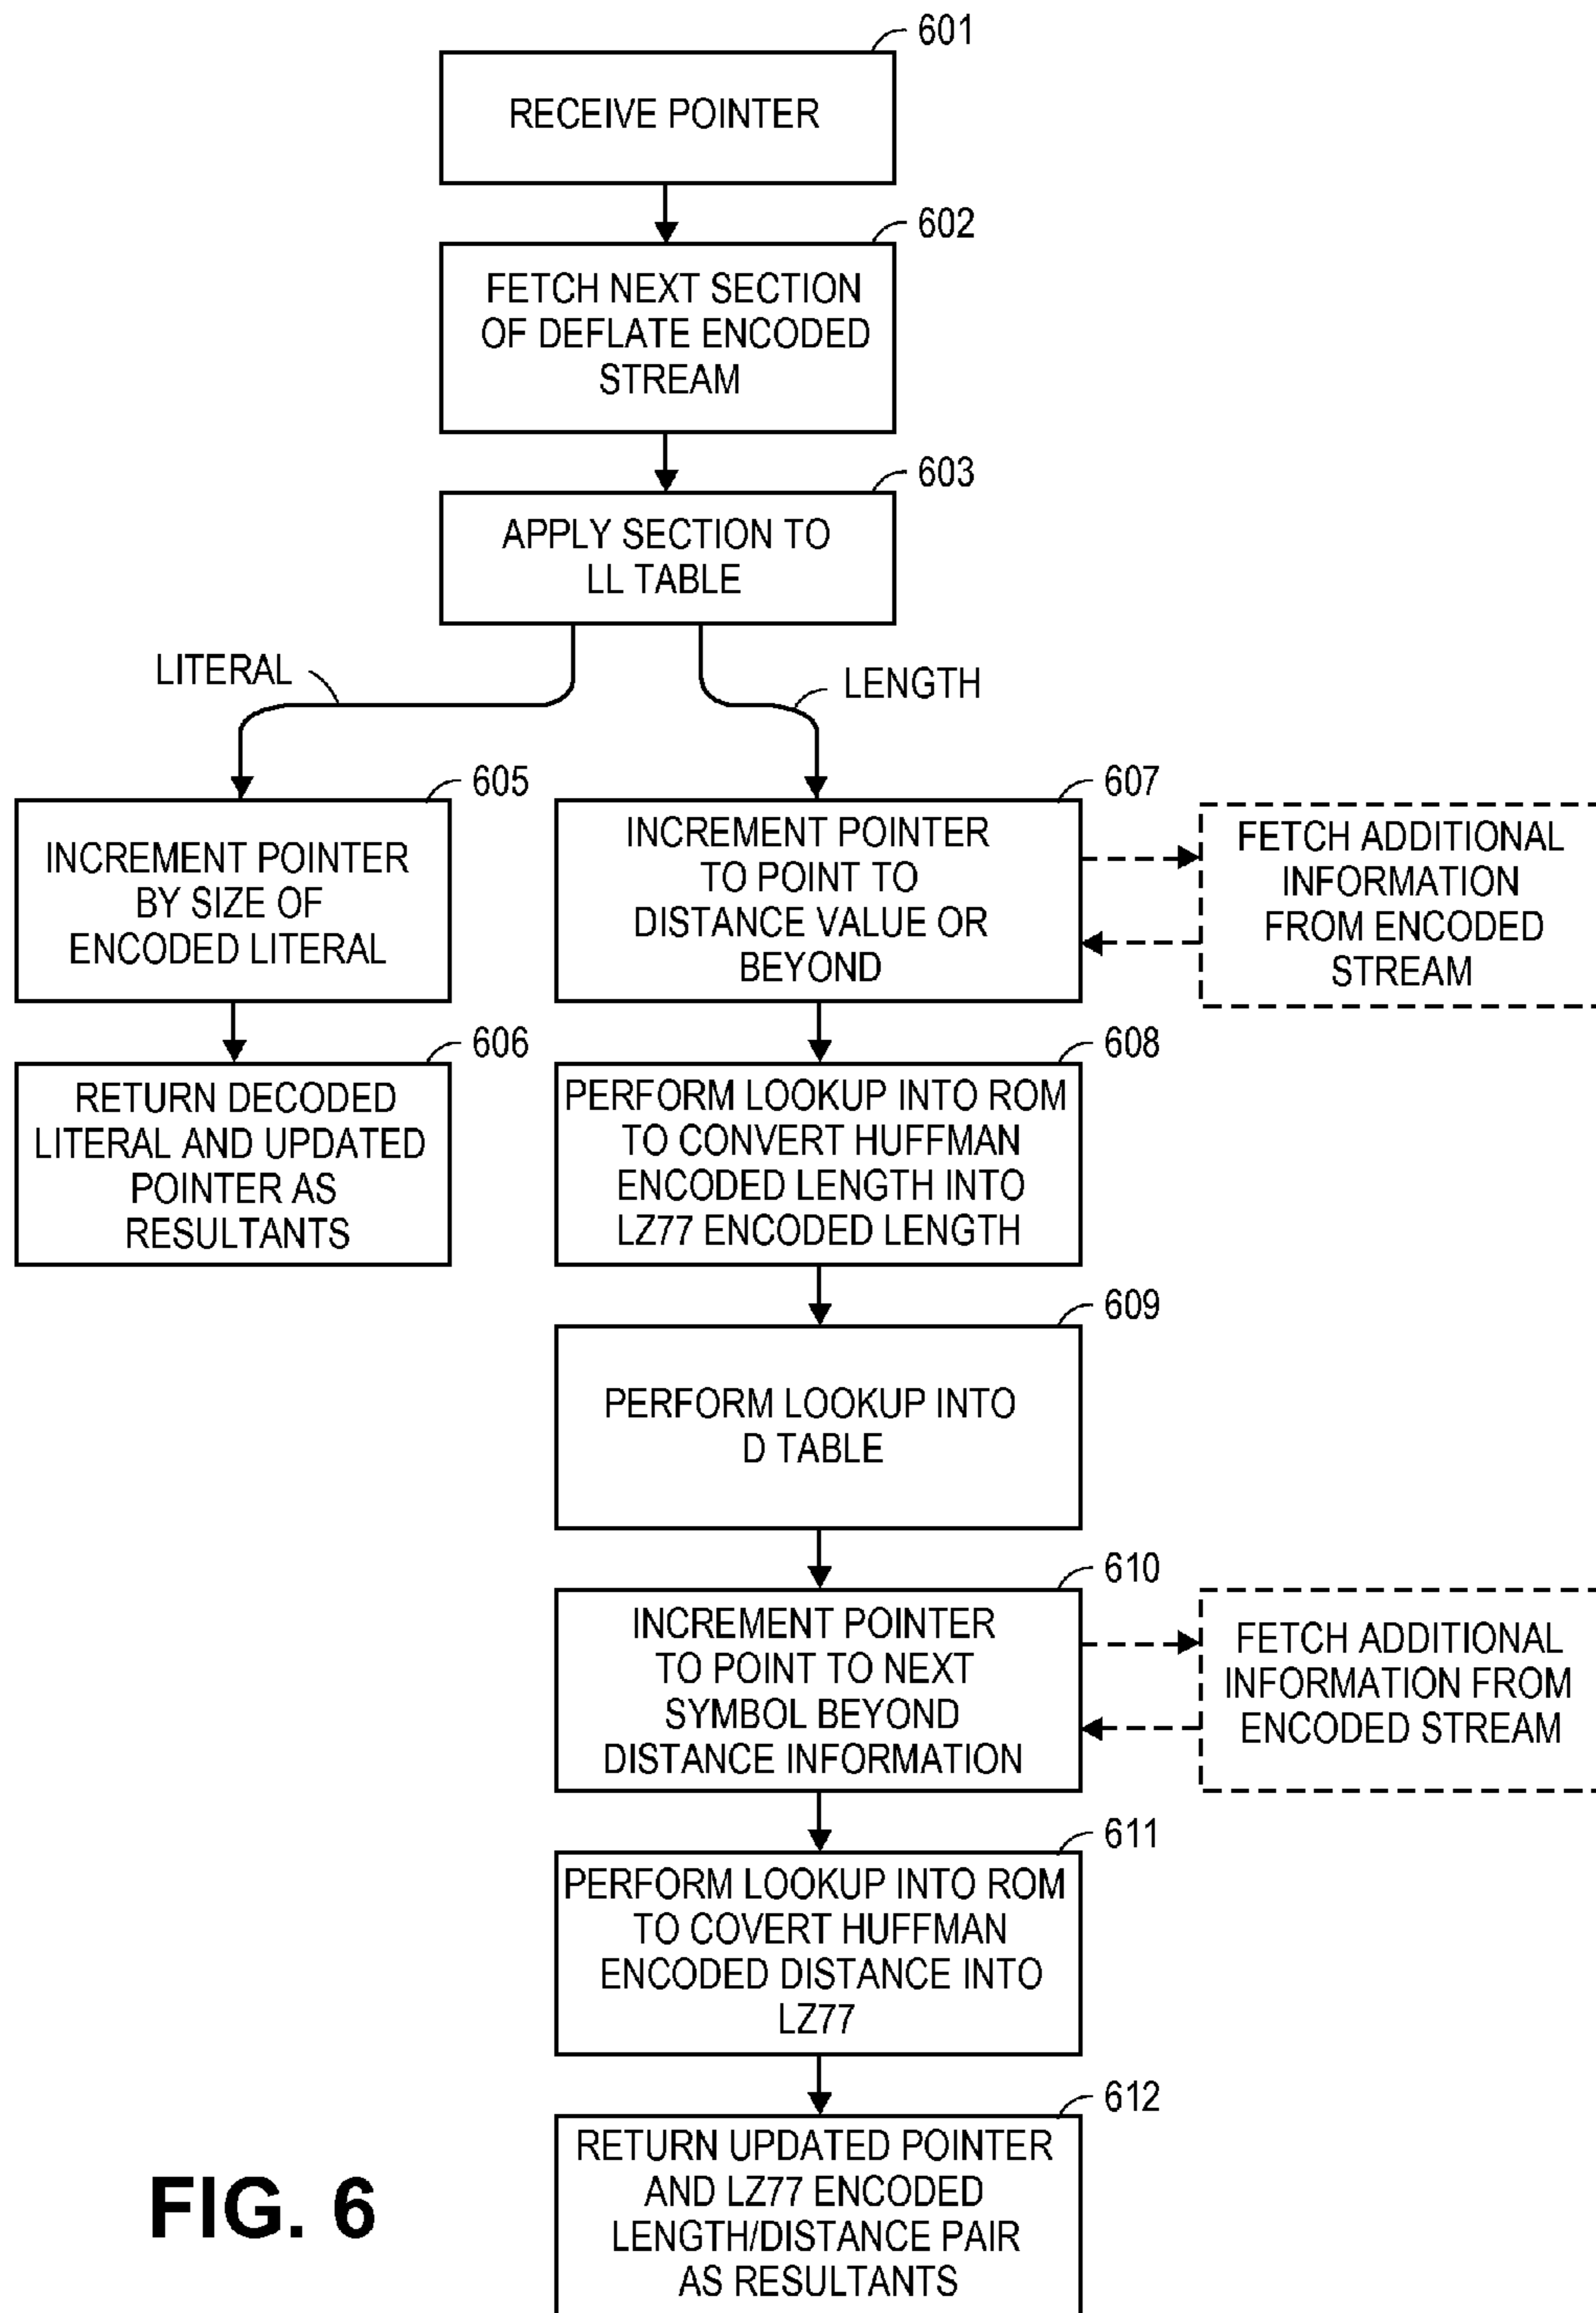 601
RECEIVE POINTER
602
FETCH NEXT SECTION
OF DEFLATE ENCODED
STREAM
603
APPLY SECTION TO
LL TABLE
LITERAL
LENGTH
605
INCREMENT POINTER
BY SIZE OF
ENCODED LITERAL
606
RETURN DECODED
LITERAL AND UPDATED
POINTER AS
RESULTANTS
607
INCREMENT POINTER
TO POINT TO
DISTANCE VALUE OR
BEYOND
FETCH ADDITIONAL
INFORMATION
FROM ENCODED
STREAM
608
PERFORM LOOKUP INTO ROM
TO CONVERT HUFFMAN
ENCODED LENGTH INTO
LZ77 ENCODED LENGTH
609
PERFORM LOOKUP INTO
D TABLE
610
INCREMENT POINTER
TO POINT TO NEXT
SYMBOL BEYOND
DISTANCE INFORMATION
FETCH ADDITIONAL
INFORMATION FROM
ENCODED STREAM
611
PERFORM LOOKUP INTO ROM
TO COVERT HUFFMAN
ENCODED DISTANCE INTO
LZ77
612
RETURN UPDATED POINTER
AND LZ77 ENCODED
LENGTH/DISTANCE PAIR
AS RESULTANTS
FIG. 6